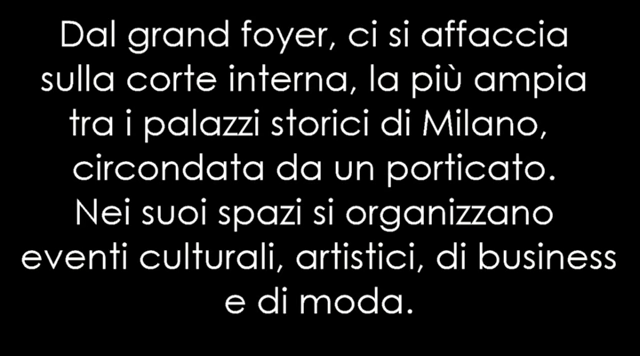 Dal grand foyer, ci si affaccia
sulla corte interna, la più ampia
tra i palazzi storici di Milano,
circondata da un porticato.
Nei suoi spazi si organizzano
eventi culturali, artistici, di business
e di moda.